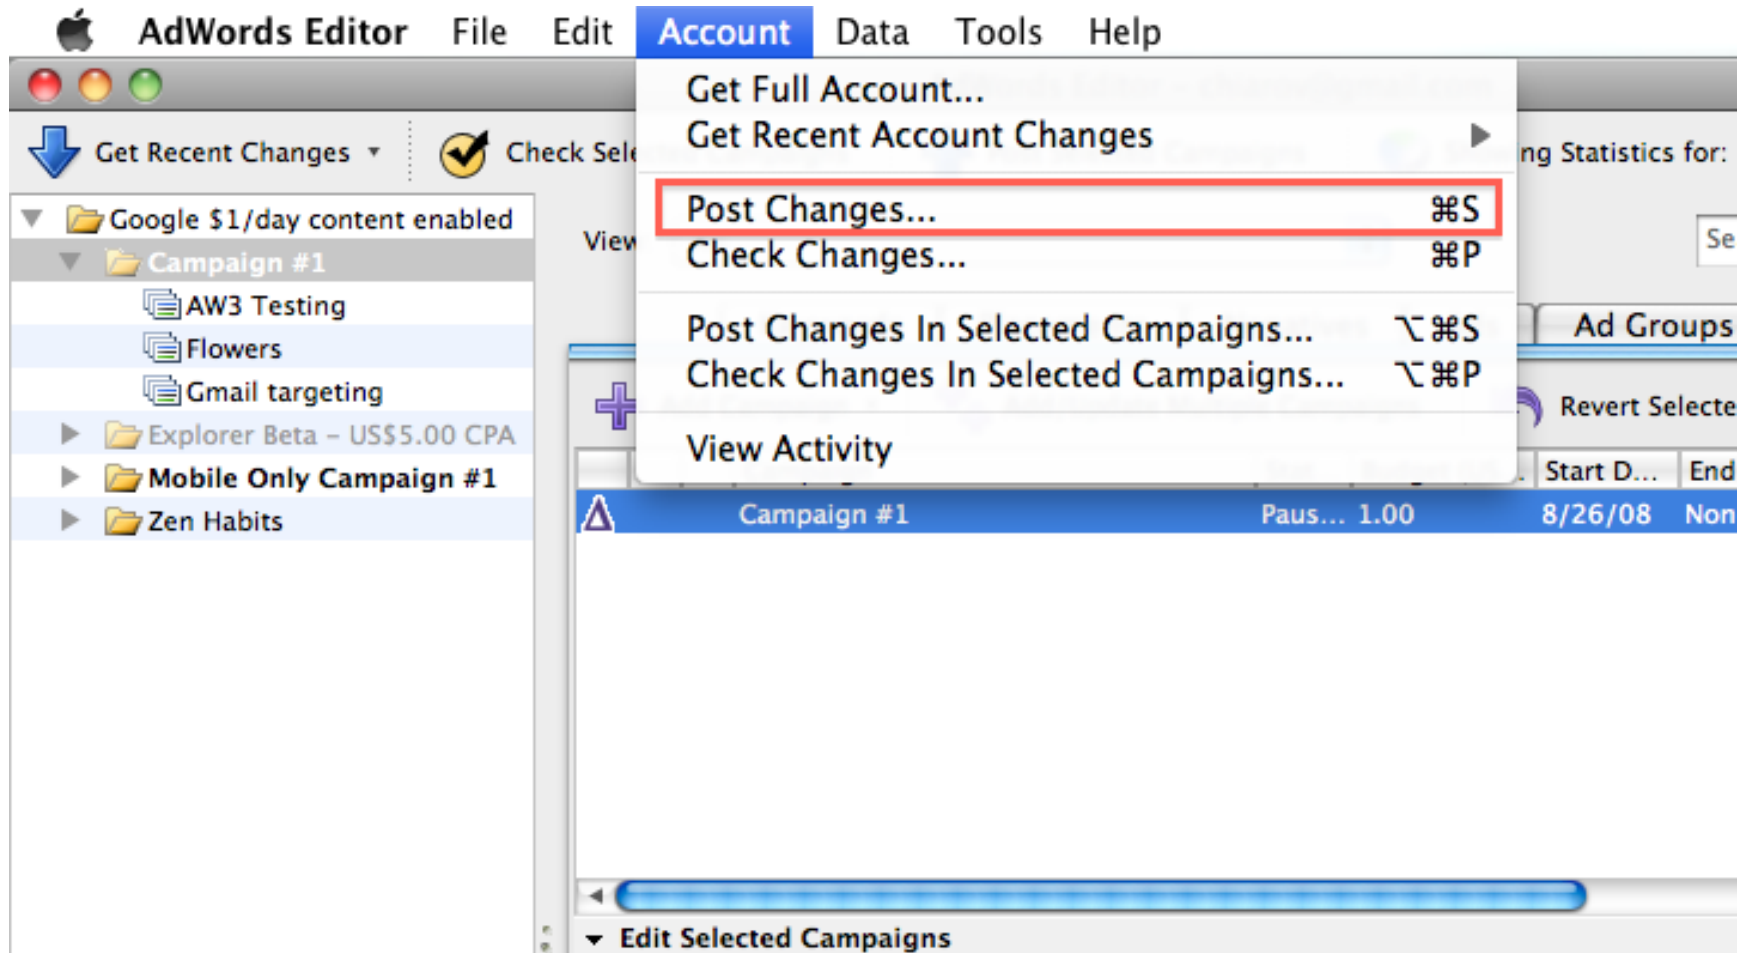 AdWords Editor File Edit Account Data Tools Help
Get Full Account...
Get Recent Account Changes
Post Changes... ⌘S
Check Changes... ⌘P
Post Changes In Selected Campaigns... ⌥⌘S
Check Changes In Selected Campaigns... ⌥⌘P
View Activity
Get Recent Changes
Check Sele
ng Statistics for:
Google $1/day content enabled
Campaign #1
AW3 Testing
Flowers
Gmail targeting
Explorer Beta – US$5.00 CPA
Mobile Only Campaign #1
Zen Habits
View
Se
Ad Groups
Revert Selecte
Start D... End
Campaign #1 Paus... 1.00 8/26/08 Non
Edit Selected Campaigns